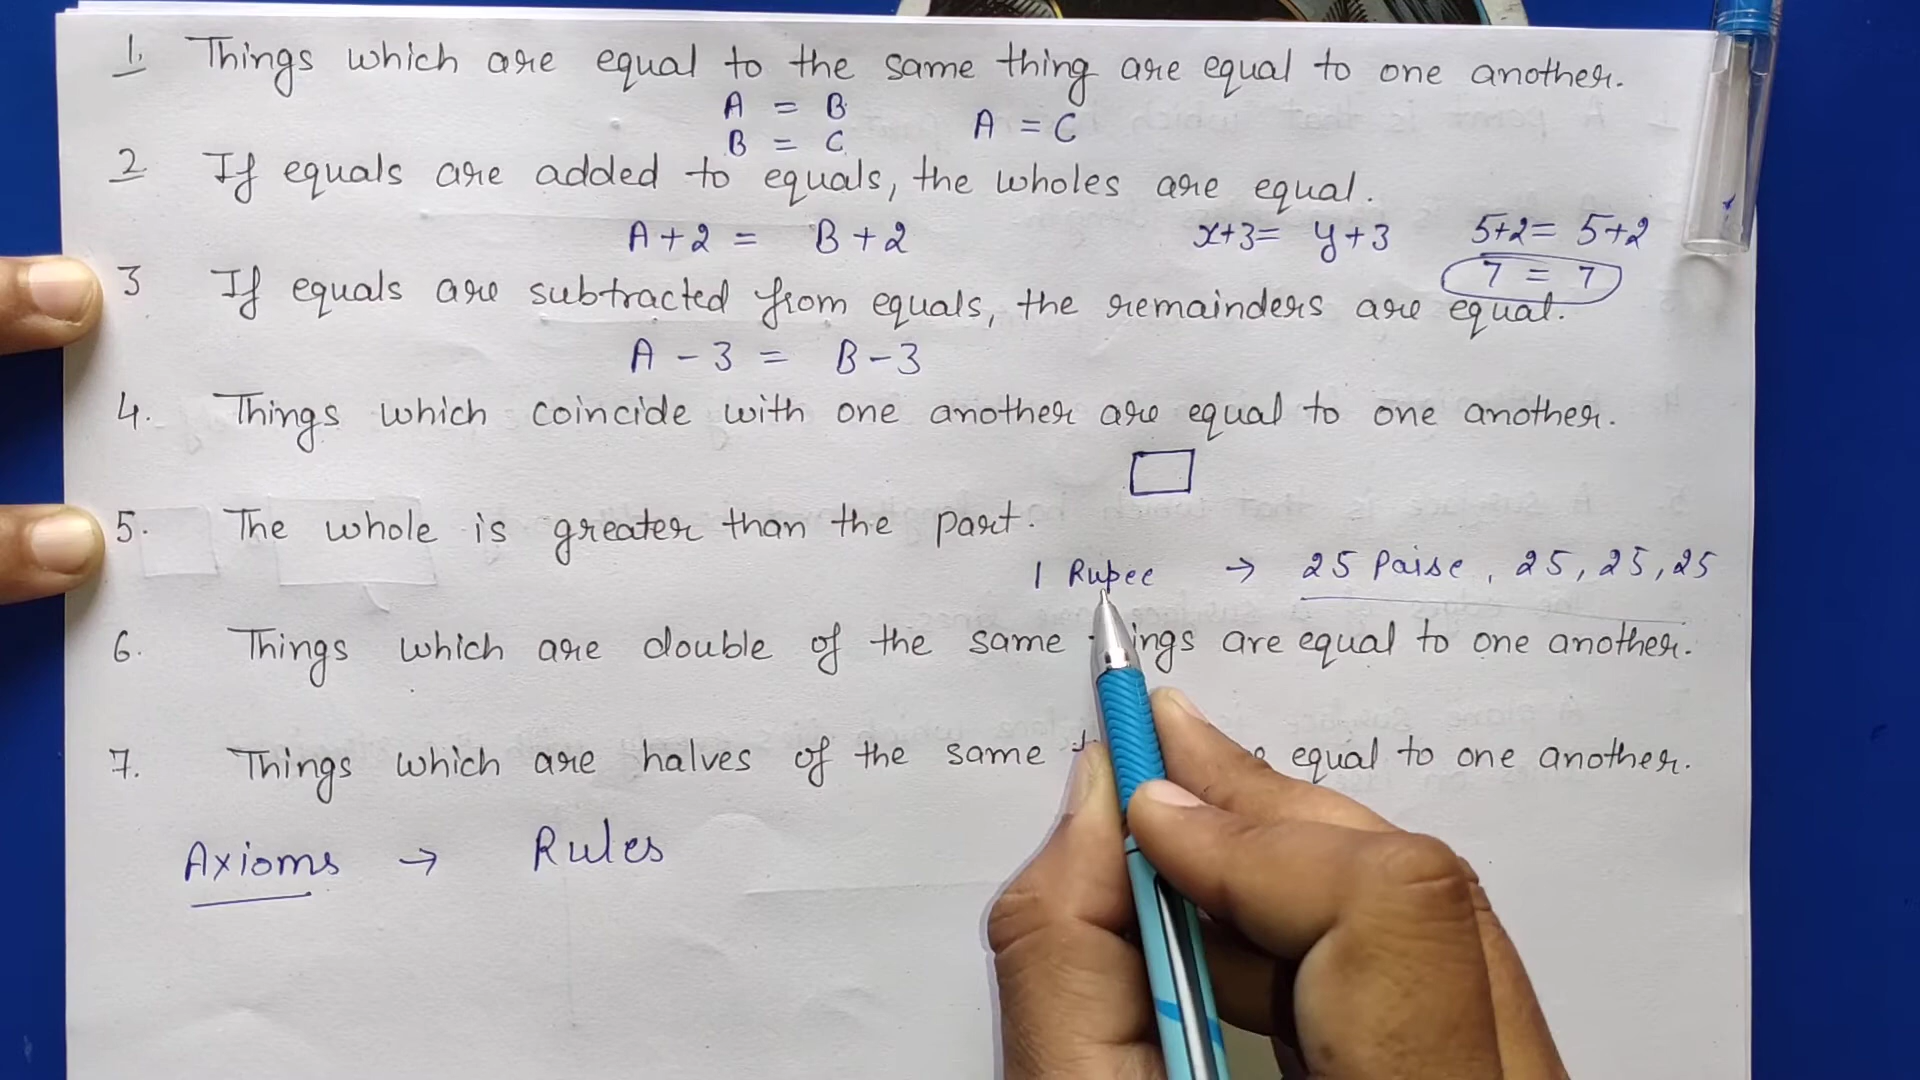 1. Things which are equal to the same thing are equal to one another.
A = B
B = C
A = C
2 If equals are added to equals, the wholes are equal.
A+2 = B+2 x+3= y+3 5+2= 5+2
7 = 7
3 If equals are subtracted from equals, the remainders are equal.
A - 3 = B-3
4. Things which coincide with one another are equal to one another.
5. The whole is greater than the part.
1 Rupee → 25 Paise, 25, 25, 25
6. Things which are double of the same are equal to one another.
7. Things which are halves of the same equal to one another.
Axioms → Rules